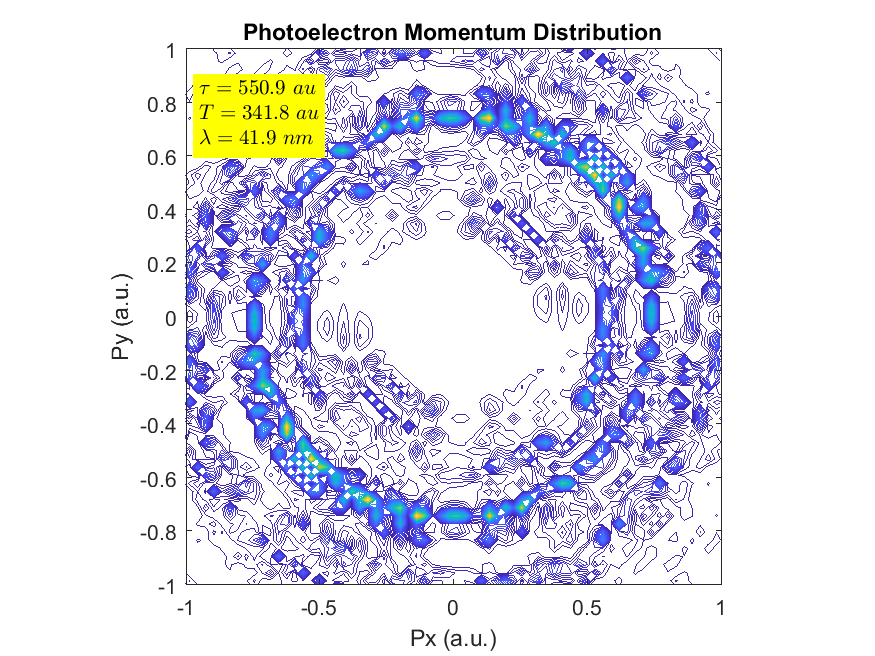 Photoelectron Momentum Distribution
τ = 550.9 au
T = 341.8 au
λ = 41.9 nm
Py (a.u.)
1
0.8
0.6
0.4
0.2
0
-0.2
-0.4
-0.6
-0.8
-1
-1
-0.5
0
0.5
1
Px (a.u.)